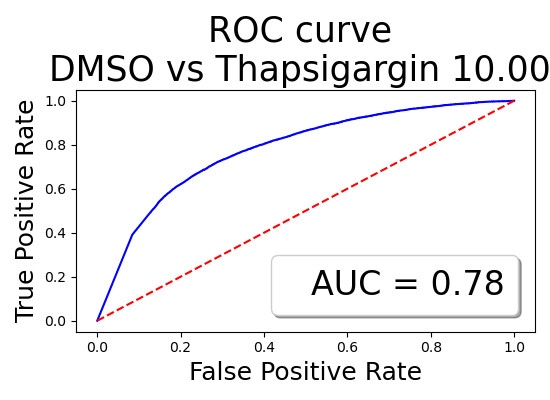 ROC curve
DMSO vs Thapsigargin 10.00
True Positive Rate
1.0
0.8
0.6
0.4
0.2
0.0
AUC = 0.78
0.0 0.2 0.4 0.6 0.8 1.0
False Positive Rate